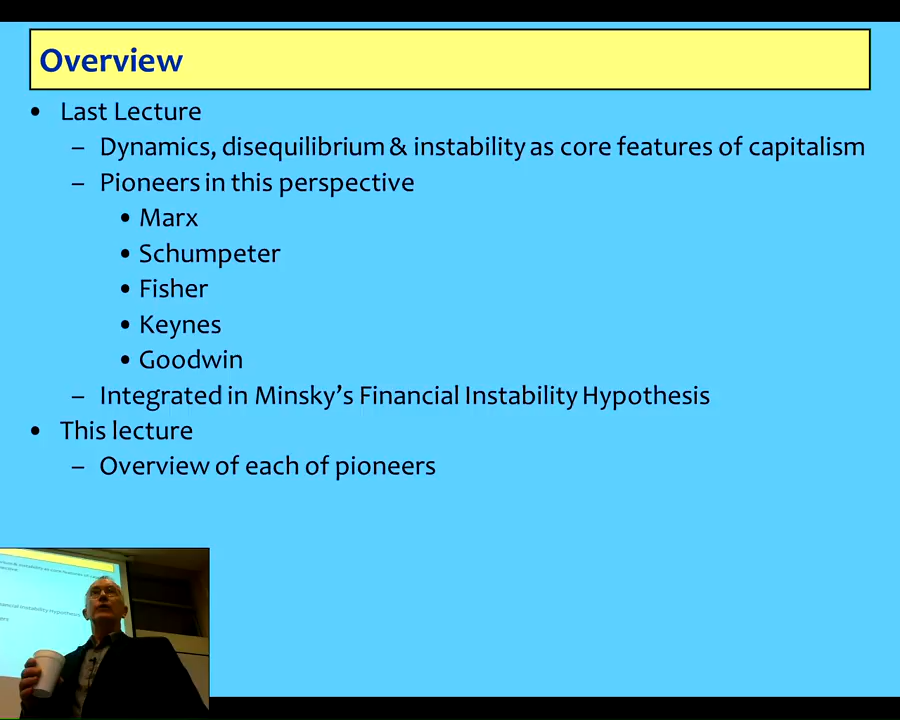 Overview
• Last Lecture
– Dynamics, disequilibrium & instability as core features of capitalism
– Pioneers in this perspective
• Marx
• Schumpeter
• Fisher
• Keynes
• Goodwin
– Integrated in Minsky’s Financial Instability Hypothesis
• This lecture
– Overview of each of pioneers